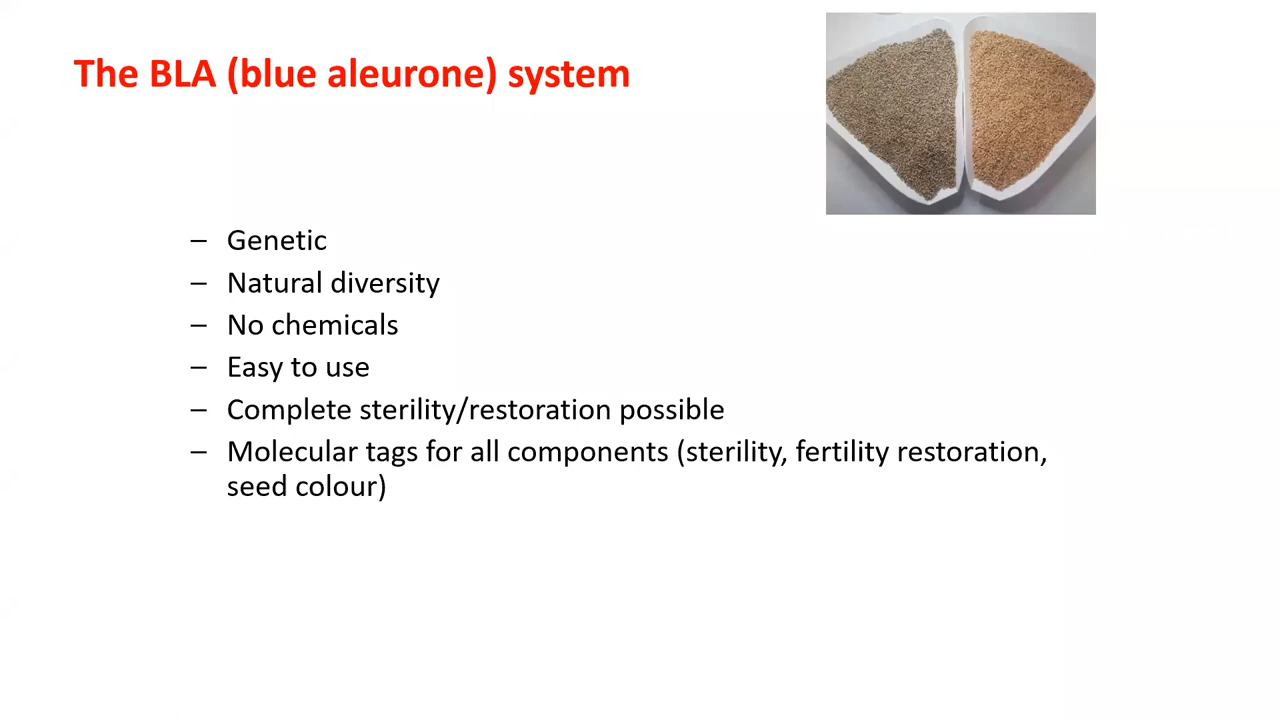 The BLA (blue aleurone) system
– Genetic
– Natural diversity
– No chemicals
– Easy to use
– Complete sterility/restoration possible
– Molecular tags for all components (sterility, fertility restoration,
seed colour)